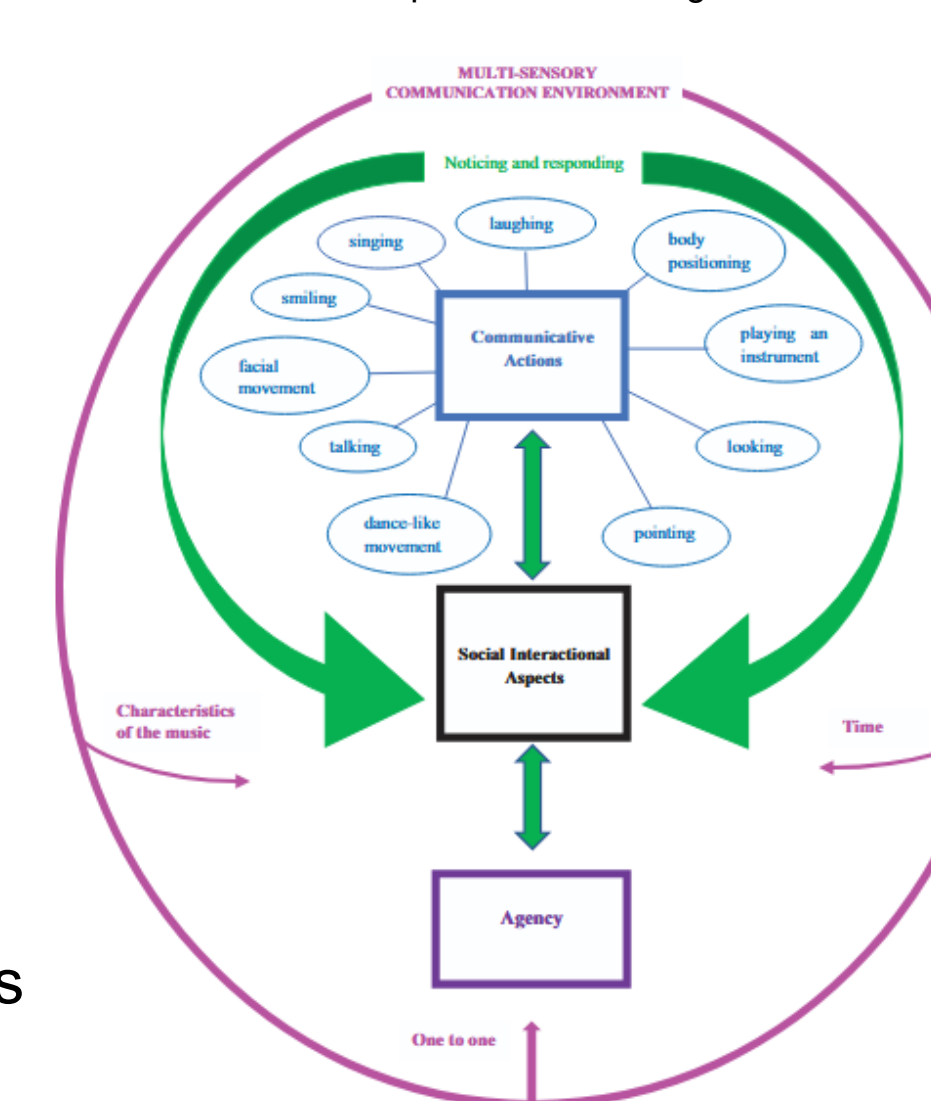 MULTI-SENSORY
COMMUNICATION ENVIRONMENT
Noticing and responding
laughing
singing
body
positioning
smiling
Communicative
Actions
playing an
instrument
facial
movement
talking
looking
dance-like
movement
pointing
Social Interactional
Aspects
Characteristics
of the music
Time
Agency
s
One to one